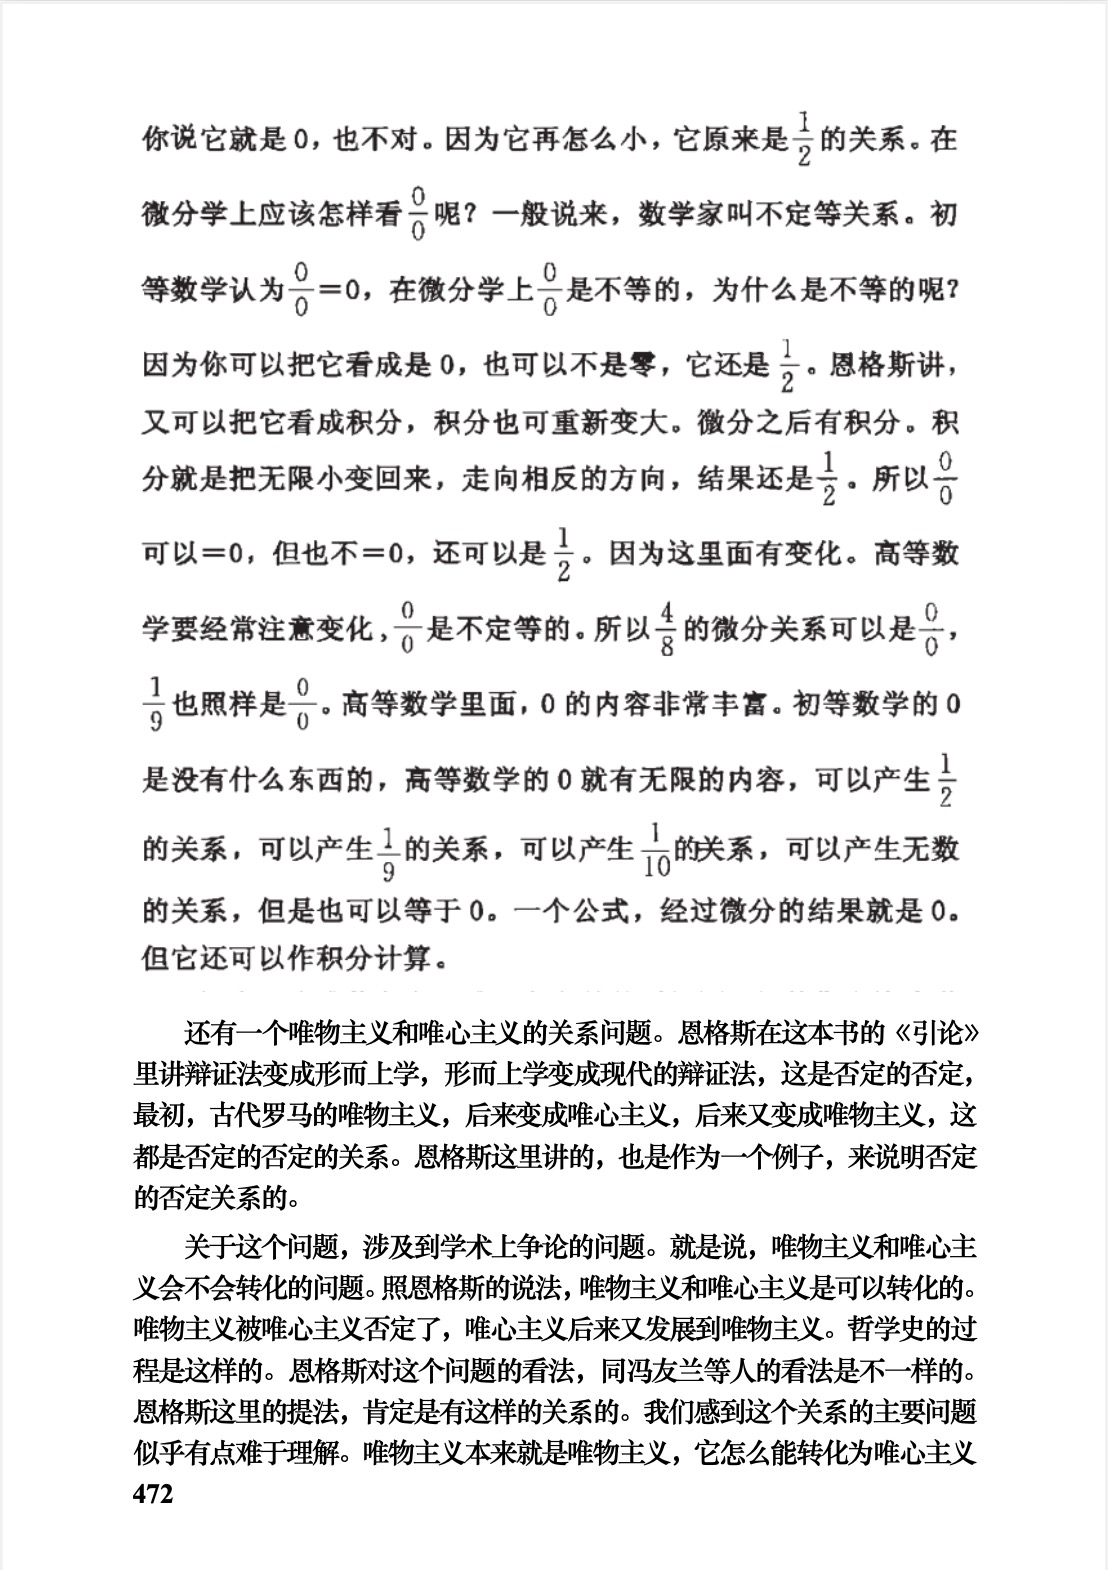 你说它就是0，也不对。因为它再怎么小，它原来是1/2的关系。在
微分学上应该怎样看0/0呢？一般说来，数学家叫不定等关系。初
等数学认为0/0＝0，在微分学上0/0是不等的，为什么是不等的呢？
因为你可以把它看成是0，也可以不是零，它还是1/2。恩格斯讲，
又可以把它看成积分，积分也可重新变大。微分之后有积分。积
分就是把无限小变回来，走向相反的方向，结果还是1/2。所以0/0
可以＝0，但也不＝0，还可以是1/2。因为这里面有变化。高等数
学要经常注意变化，0/0是不定等的。所以4/8的微分关系可以是0/0，
1/9也照样是0/0。高等数学里面，0的内容非常丰富。初等数学的0
是没有什么东西的，高等数学的0就有无限的内容，可以产生1/2
的关系，可以产生1/9的关系，可以产生1/10的关系，可以产生无数
的关系，但是也可以等于0。一个公式，经过微分的结果就是0。
但它还可以作积分计算。
还有一个唯物主义和唯心主义的关系问题。恩格斯在这本书的《引论》
里讲辩证法变成形而上学，形而上学变成现代的辩证法，这是否定的否定，
最初，古代罗马的唯物主义，后来变成唯心主义，后来又变成唯物主义，这
都是否定的否定的关系。恩格斯这里讲的，也是作为一个例子，来说明否定
的否定关系的。
关于这个问题，涉及到学术上争论的问题。就是说，唯物主义和唯心主
义会不会转化的问题。照恩格斯的说法，唯物主义和唯心主义是可以转化的。
唯物主义被唯心主义否定了，唯心主义后来又发展到唯物主义。哲学史的过
程是这样的。恩格斯对这个问题的看法，同冯友兰等人的看法是不一样的。
恩格斯这里的提法，肯定是有这样的关系的。我们感到这个关系的主要问题
似乎有点难于理解。唯物主义本来就是唯物主义，它怎么能转化为唯心主义
472